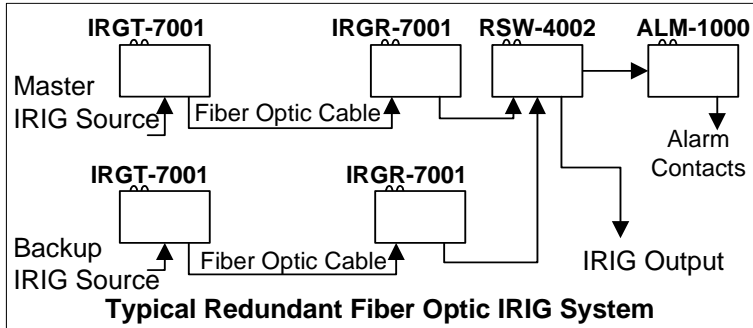 IRGT-7001 IRGR-7001 RSW-4002 ALM-1000
Master
IRIG Source
Fiber Optic Cable
Alarm
Contacts
IRGT-7001 IRGR-7001
Backup
IRIG Source
Fiber Optic Cable
IRIG Output
Typical Redundant Fiber Optic IRIG System